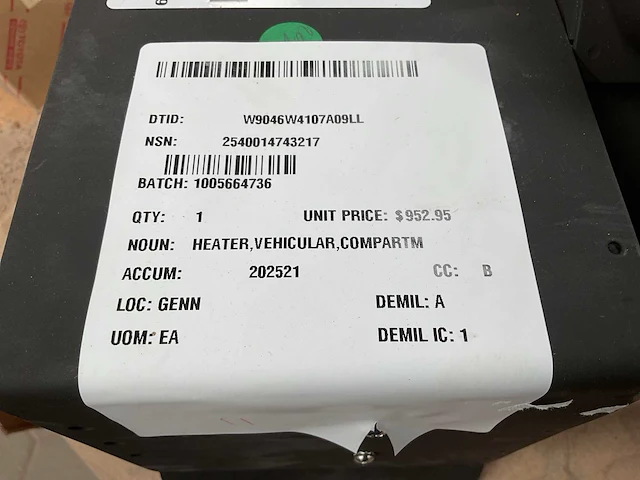 DTID: W9046W4107A09LL
NSN: 2540014743217
BATCH: 1005664736
QTY: 1 UNIT PRICE: $952.95
NOUN: HEATER,VEHICULAR,COMPARTM
ACCUM: 202521 CC: B
LOC: GENN DEMIL: A
UOM: EA DEMIL IC: 1